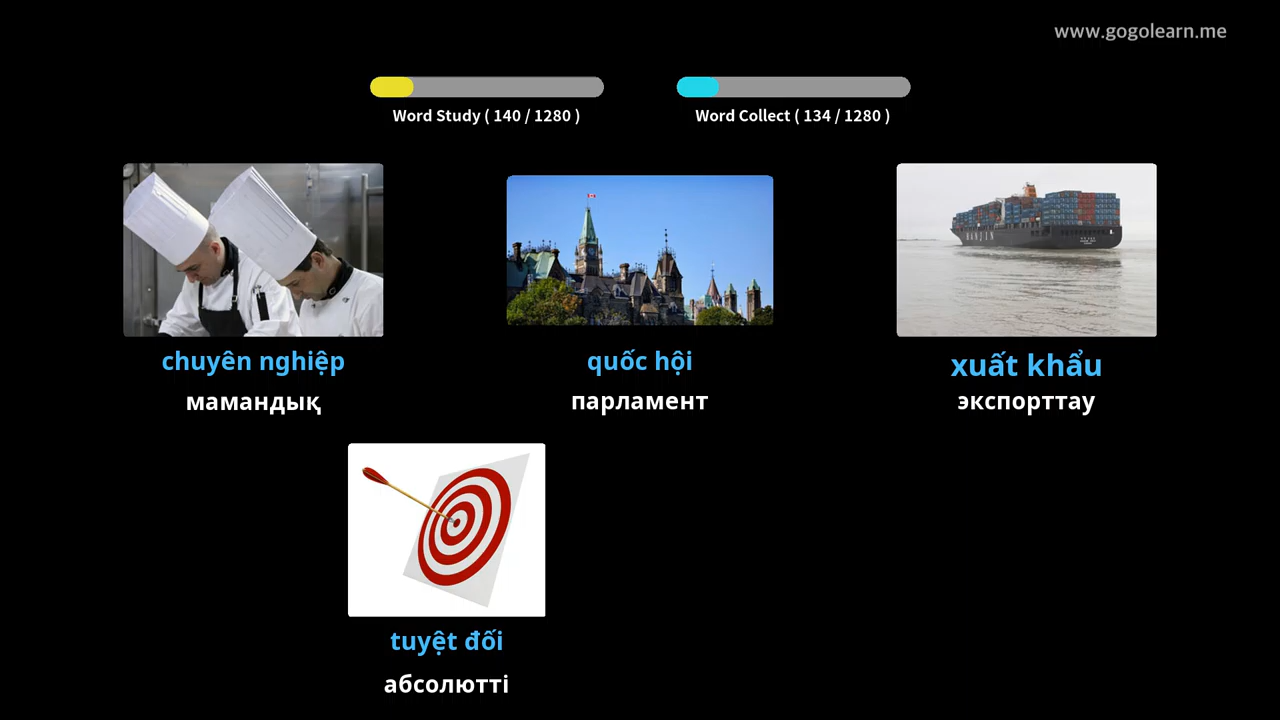 www.gogolearn.me
Word Study ( 140 / 1280 )
Word Collect ( 134 / 1280 )
HANJIN
chuyên nghiệp
мамандық
quốc hội
парламент
xuất khẩu
экспорттау
tuyệt đối
абсолютті